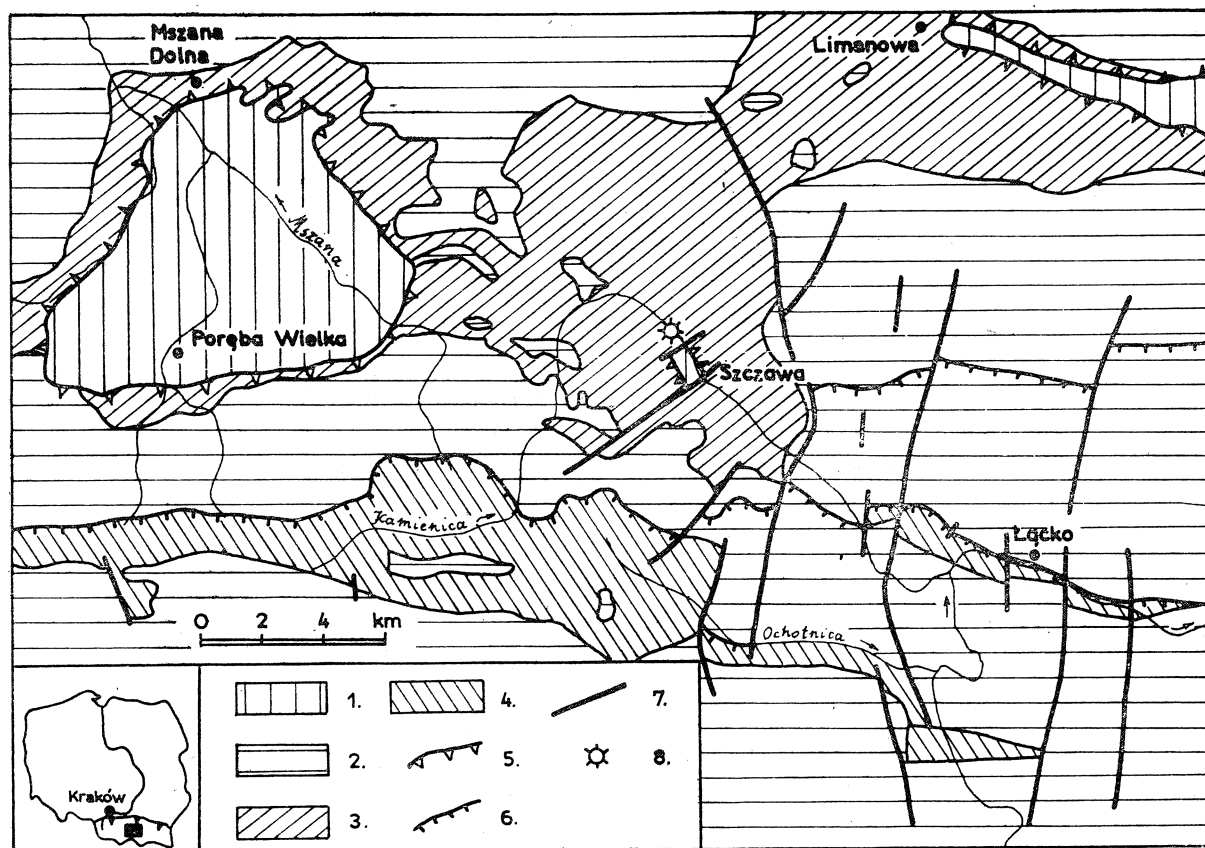 Mszana
Dolna
Limanowa
Mszana
Poręba Wielka
Szczawa
Kamienica
Łącko
0 2 4 km
Ochotnica
Kraków
1.
2.
3.
4.
5.
6.
7.
8.